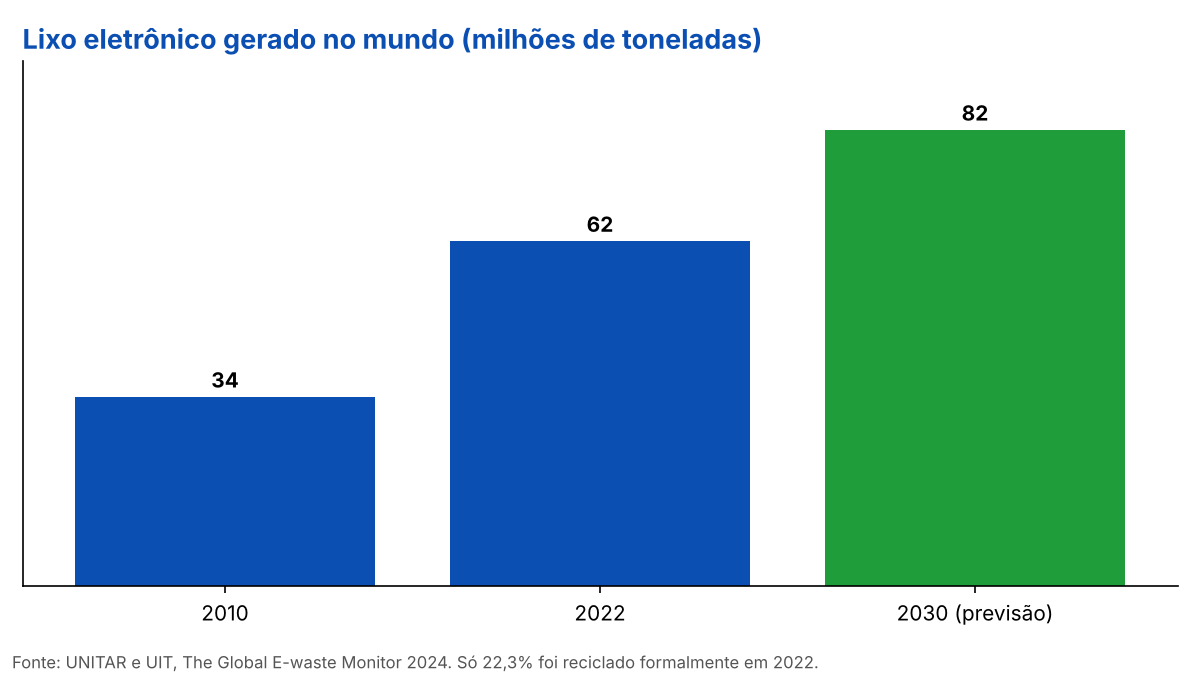 Lixo eletrônico gerado no mundo (milhões de toneladas)
82
62
34
2010
2022
2030 (previsão)
Fonte: UNITAR e UIT, The Global E-waste Monitor 2024. Só 22,3% foi reciclado formalmente em 2022.